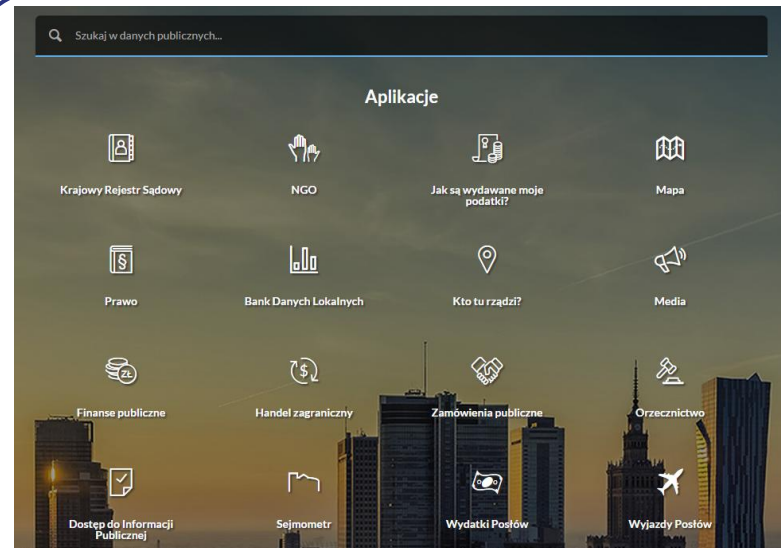 Szukaj w danych publicznych...
Aplikacje
Krajowy Rejestr Sądowy
NGO
Jak są wydawane moje
podatki?
Mapa
Prawo
Bank Danych Lokalnych
Kto tu rządzi?
Media
Finanse publiczne
Handel zagraniczny
Zamówienia publiczne
Orzecznictwo
Dostęp do Informacji
Publicznej
Sejmometr
Wydatki Posłów
Wyjazdy Posłów